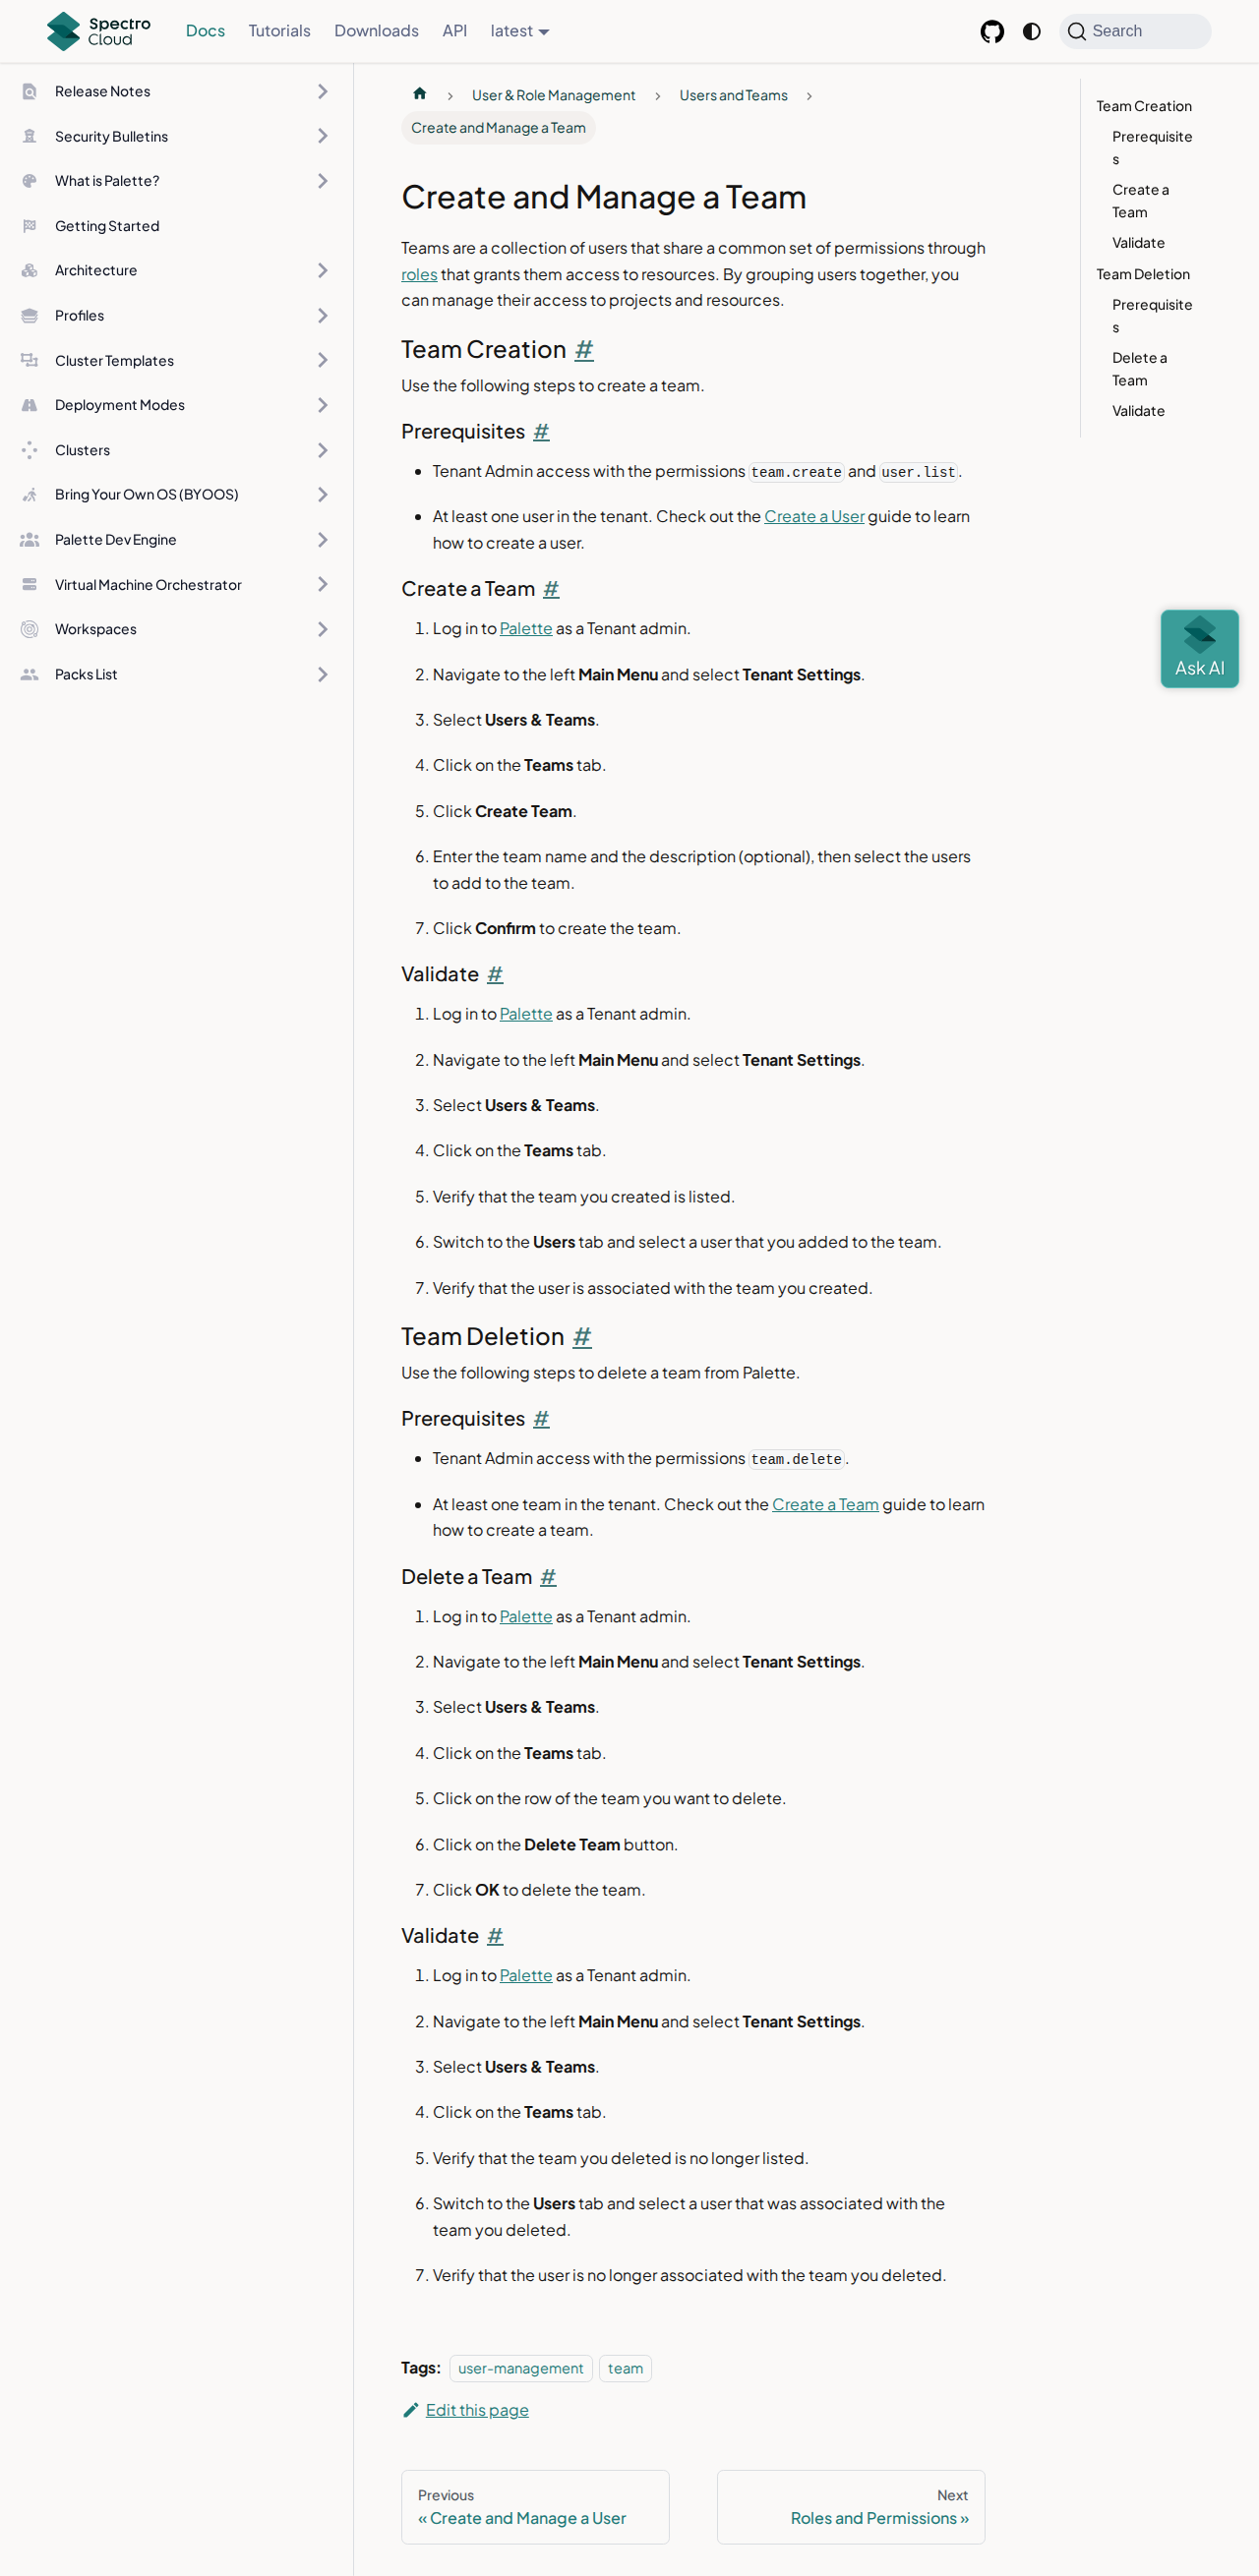 Spectro
Cloud
Docs
Tutorials
Downloads
API
latest
Search
Release Notes
Security Bulletins
What is Palette?
Getting Started
Architecture
Profiles
Cluster Templates
Deployment Modes
Clusters
Bring Your Own OS (BYOOS)
Palette Dev Engine
Virtual Machine Orchestrator
Workspaces
Packs List
User & Role Management
Users and Teams
Create and Manage a Team
Create and Manage a Team
Teams are a collection of users that share a common set of permissions through
roles that grants them access to resources. By grouping users together, you
can manage their access to projects and resources.
Team Creation #
Use the following steps to create a team.
Prerequisites #
• Tenant Admin access with the permissions team.create and user.list.
• At least one user in the tenant. Check out the Create a User guide to learn
how to create a user.
Create a Team #
1. Log in to Palette as a Tenant admin.
2. Navigate to the left Main Menu and select Tenant Settings.
3. Select Users & Teams.
4. Click on the Teams tab.
5. Click Create Team.
6. Enter the team name and the description (optional), then select the users
to add to the team.
7. Click Confirm to create the team.
Validate #
1. Log in to Palette as a Tenant admin.
2. Navigate to the left Main Menu and select Tenant Settings.
3. Select Users & Teams.
4. Click on the Teams tab.
5. Verify that the team you created is listed.
6. Switch to the Users tab and select a user that you added to the team.
7. Verify that the user is associated with the team you created.
Team Deletion #
Use the following steps to delete a team from Palette.
Prerequisites #
• Tenant Admin access with the permissions team.delete.
• At least one team in the tenant. Check out the Create a Team guide to learn
how to create a team.
Delete a Team #
1. Log in to Palette as a Tenant admin.
2. Navigate to the left Main Menu and select Tenant Settings.
3. Select Users & Teams.
4. Click on the Teams tab.
5. Click on the row of the team you want to delete.
6. Click on the Delete Team button.
7. Click OK to delete the team.
Validate #
1. Log in to Palette as a Tenant admin.
2. Navigate to the left Main Menu and select Tenant Settings.
3. Select Users & Teams.
4. Click on the Teams tab.
5. Verify that the team you deleted is no longer listed.
6. Switch to the Users tab and select a user that was associated with the
team you deleted.
7. Verify that the user is no longer associated with the team you deleted.
Tags: user-management team
Edit this page
Previous
« Create and Manage a User
Next
Roles and Permissions »
Team Creation
Prerequisite
s
Create a
Team
Validate
Team Deletion
Prerequisite
s
Delete a
Team
Validate
Ask AI